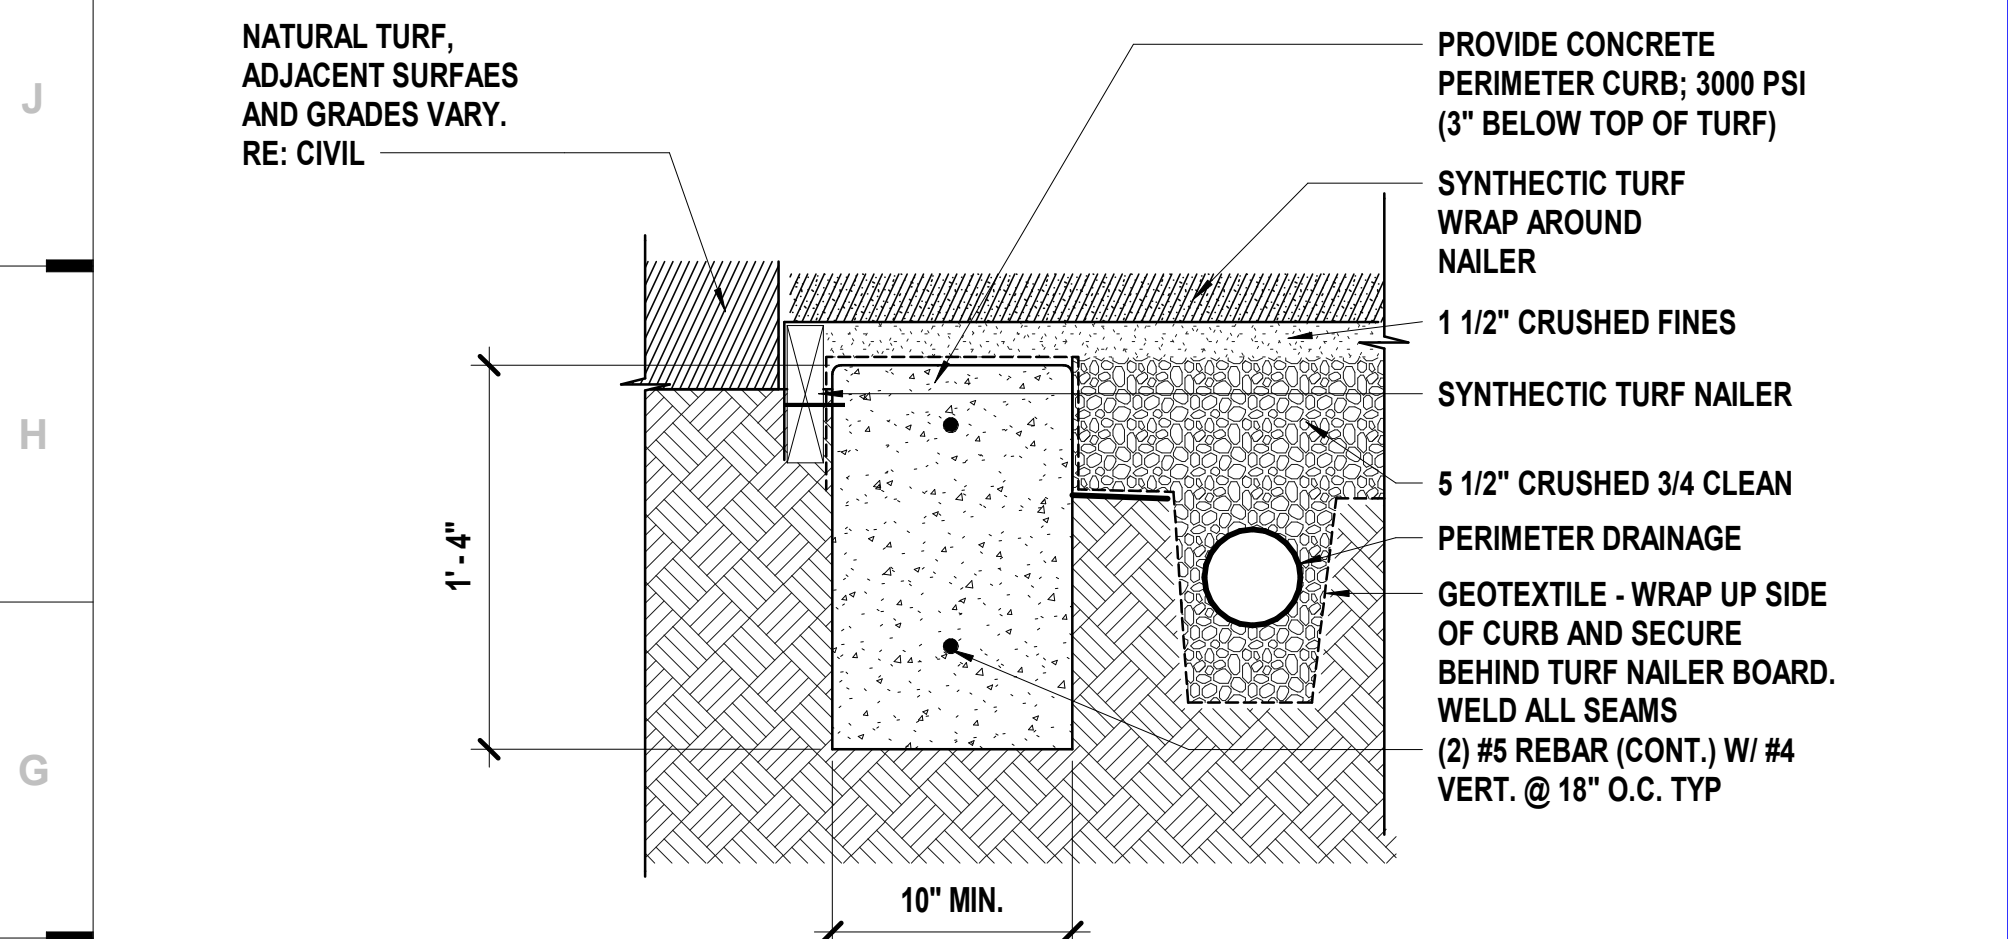 J
H
G
NATURAL TURF,
ADJACENT SURFAES
AND GRADES VARY.
RE: CIVIL
PROVIDE CONCRETE
PERIMETER CURB; 3000 PSI
(3" BELOW TOP OF TURF)
SYNTHECTIC TURF
WRAP AROUND
NAILER
1 1/2" CRUSHED FINES
SYNTHECTIC TURF NAILER
5 1/2" CRUSHED 3/4 CLEAN
PERIMETER DRAINAGE
GEOTEXTILE - WRAP UP SIDE
OF CURB AND SECURE
BEHIND TURF NAILER BOARD.
WELD ALL SEAMS
(2) #5 REBAR (CONT.) W/ #4
VERT. @ 18" O.C. TYP
1' - 4"
10" MIN.